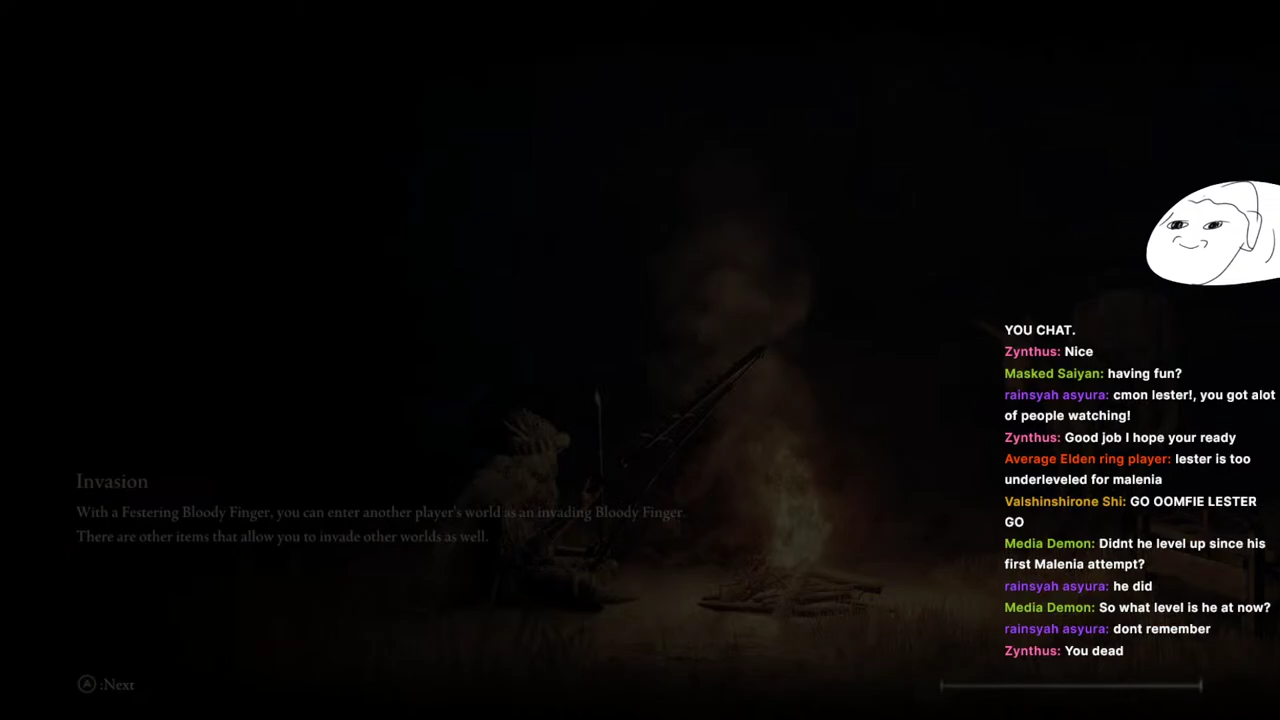 YOU CHAT.
Zynthus: Nice
Masked Saiyan: having fun?
rainsyah asyura: cmon lester!, you got alot
of people watching!
Zynthus: Good job I hope your ready
Average Elden ring player: lester is too
underleveled for malenia
Valshinshirone Shi: GO OOMFIE LESTER
GO
Media Demon: Didnt he level up since his
first Malenia attempt?
rainsyah asyura: he did
Media Demon: So what level is he at now?
rainsyah asyura: dont remember
Zynthus: You dead
Invasion
With a Festering Bloody Finger, you can enter another player's world as an invading Bloody Finger.
There are other items that allow you to invade other worlds as well.
A :Next